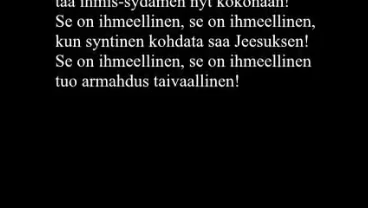 tää ihmis-sydämen nyt kokonaan!
Se on ihmeellinen, se on ihmeellinen,
kun syntinen kohdata saa Jeesuksen!
Se on ihmeellinen, se on ihmeellinen
tuo armahdus taivaallinen!